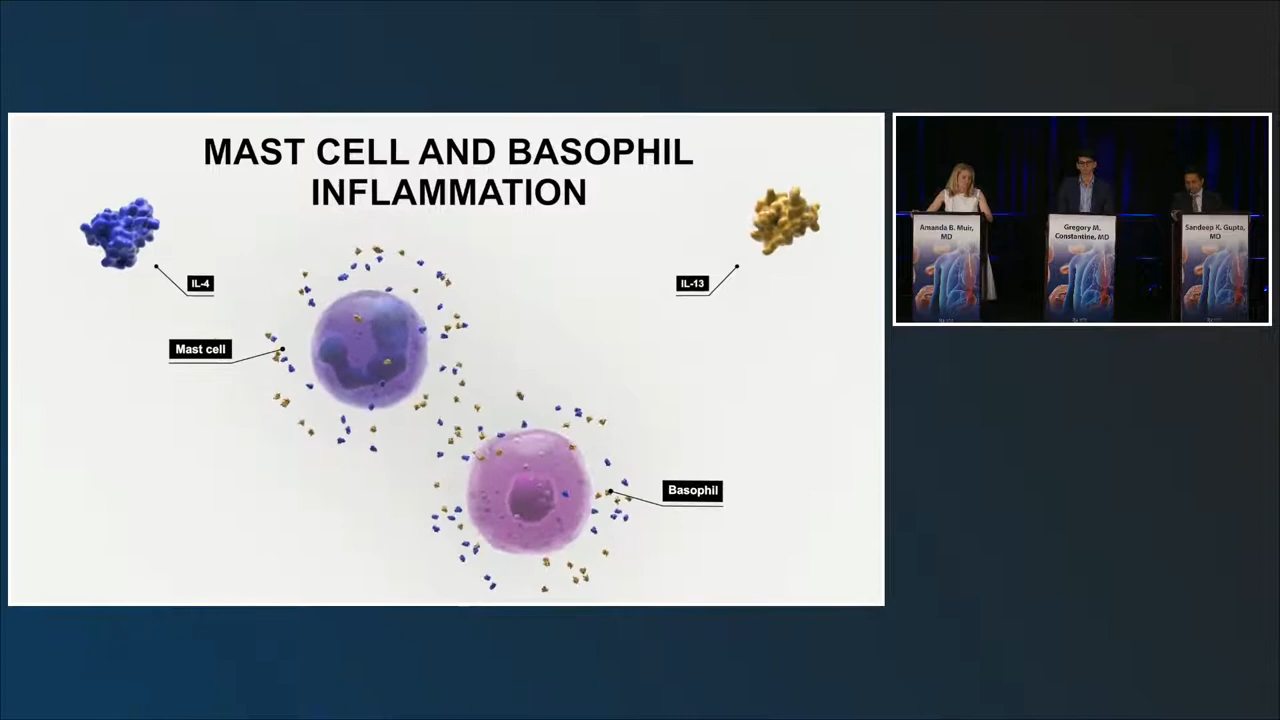 MAST CELL AND BASOPHIL
INFLAMMATION
IL-4
IL-13
Mast cell
Basophil
Amanda B. Muir,
MD
Gregory M.
Constantine, MD
Sandeep K. Gupta,
MD